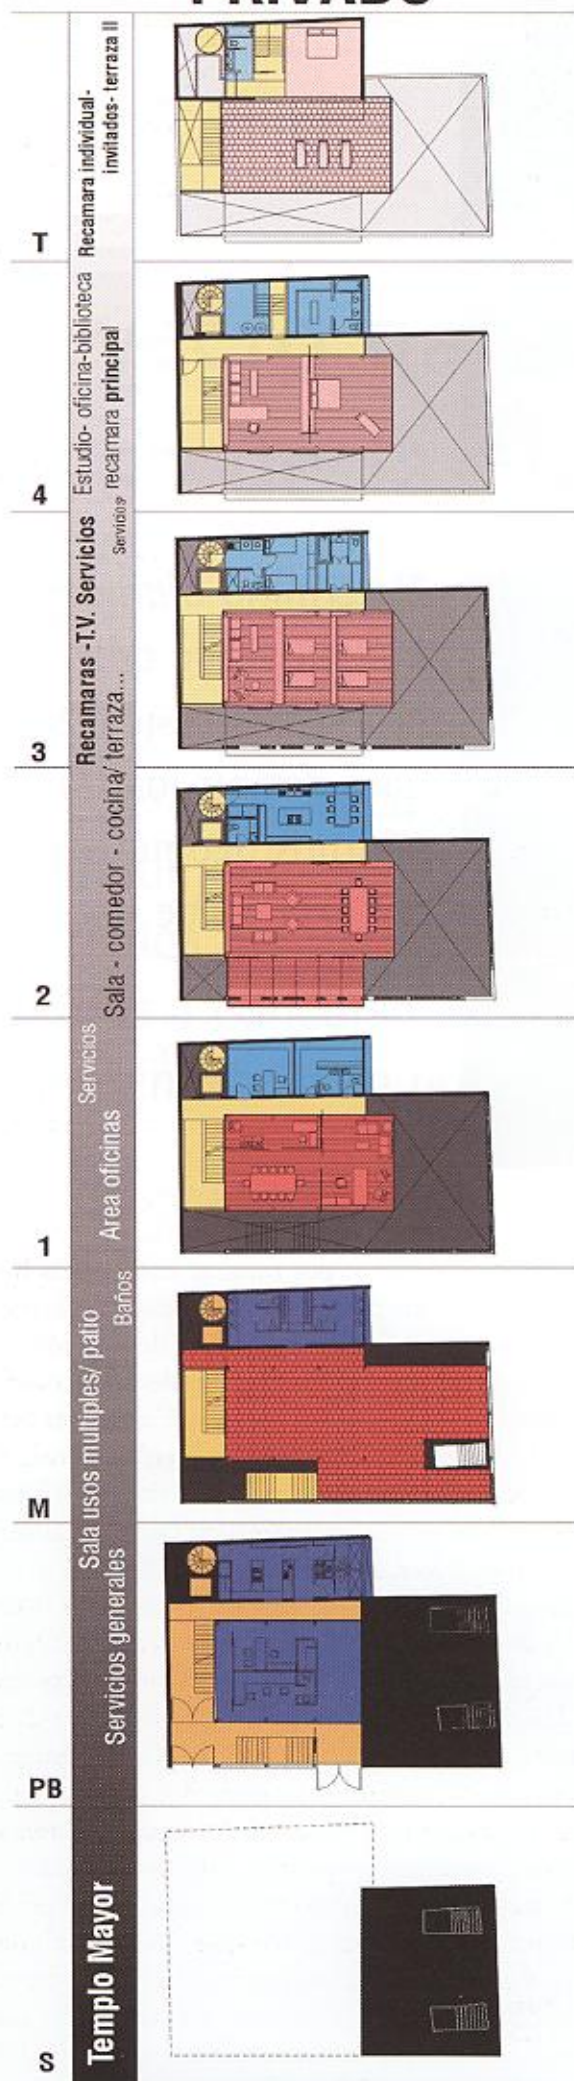 Recamara individual-
invitados- terraza II
T
Estudio- oficina-biblioteca
recamara principal
4
Recamaras -T.V. Servicios
Servicios
3
Sala - comedor - cocina/ terraza...
2
Servicios
Area oficinas
1
Baños
Sala usos multiples/ patio
M
Servicios generales
PB
Templo Mayor
S